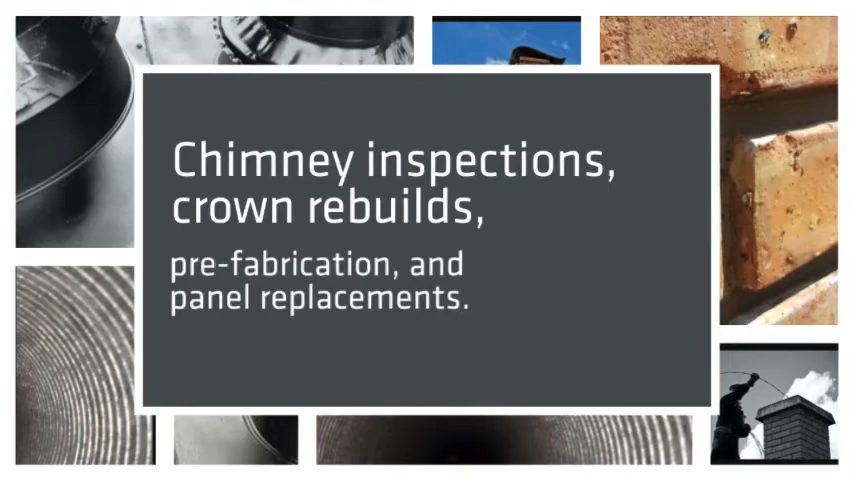 Chimney inspections,
crown rebuilds,
pre-fabrication, and
panel replacements.